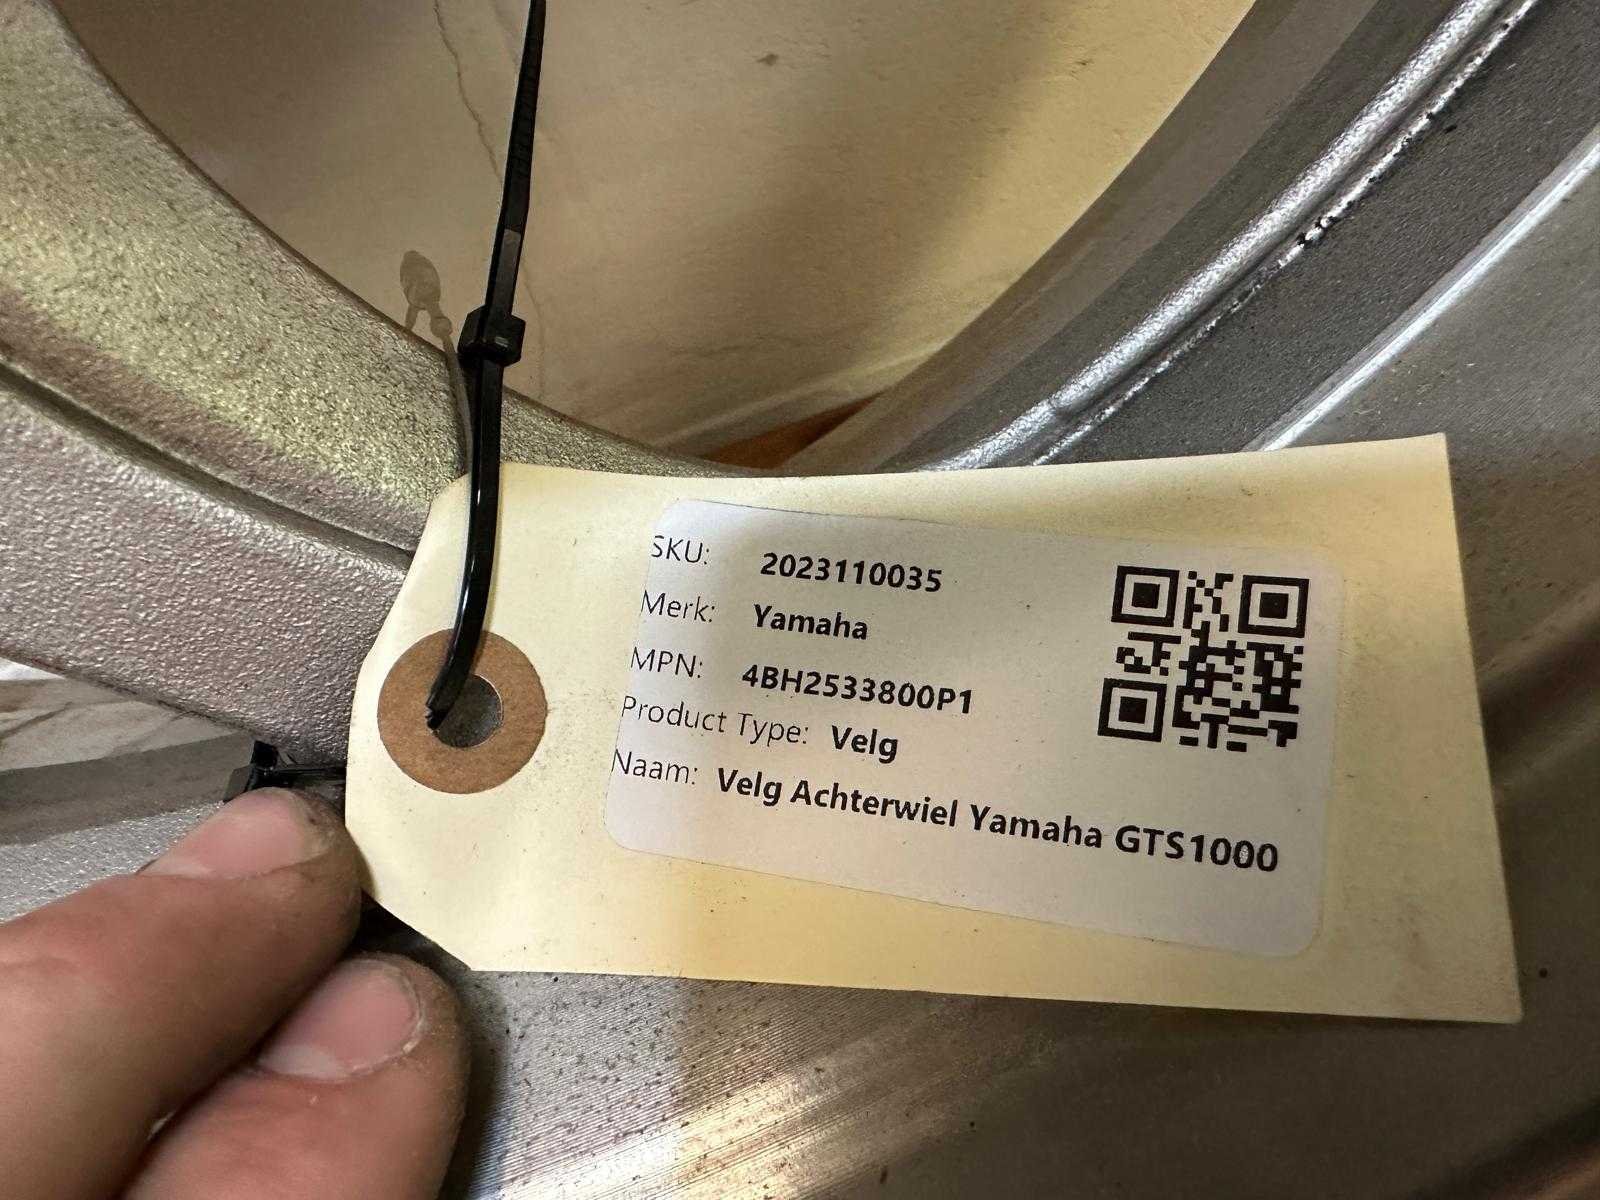 SKU: 2023110035
Merk: Yamaha
MPN: 4BH2533800P1
Product Type: Velg
Naam: Velg Achterwiel Yamaha GTS1000